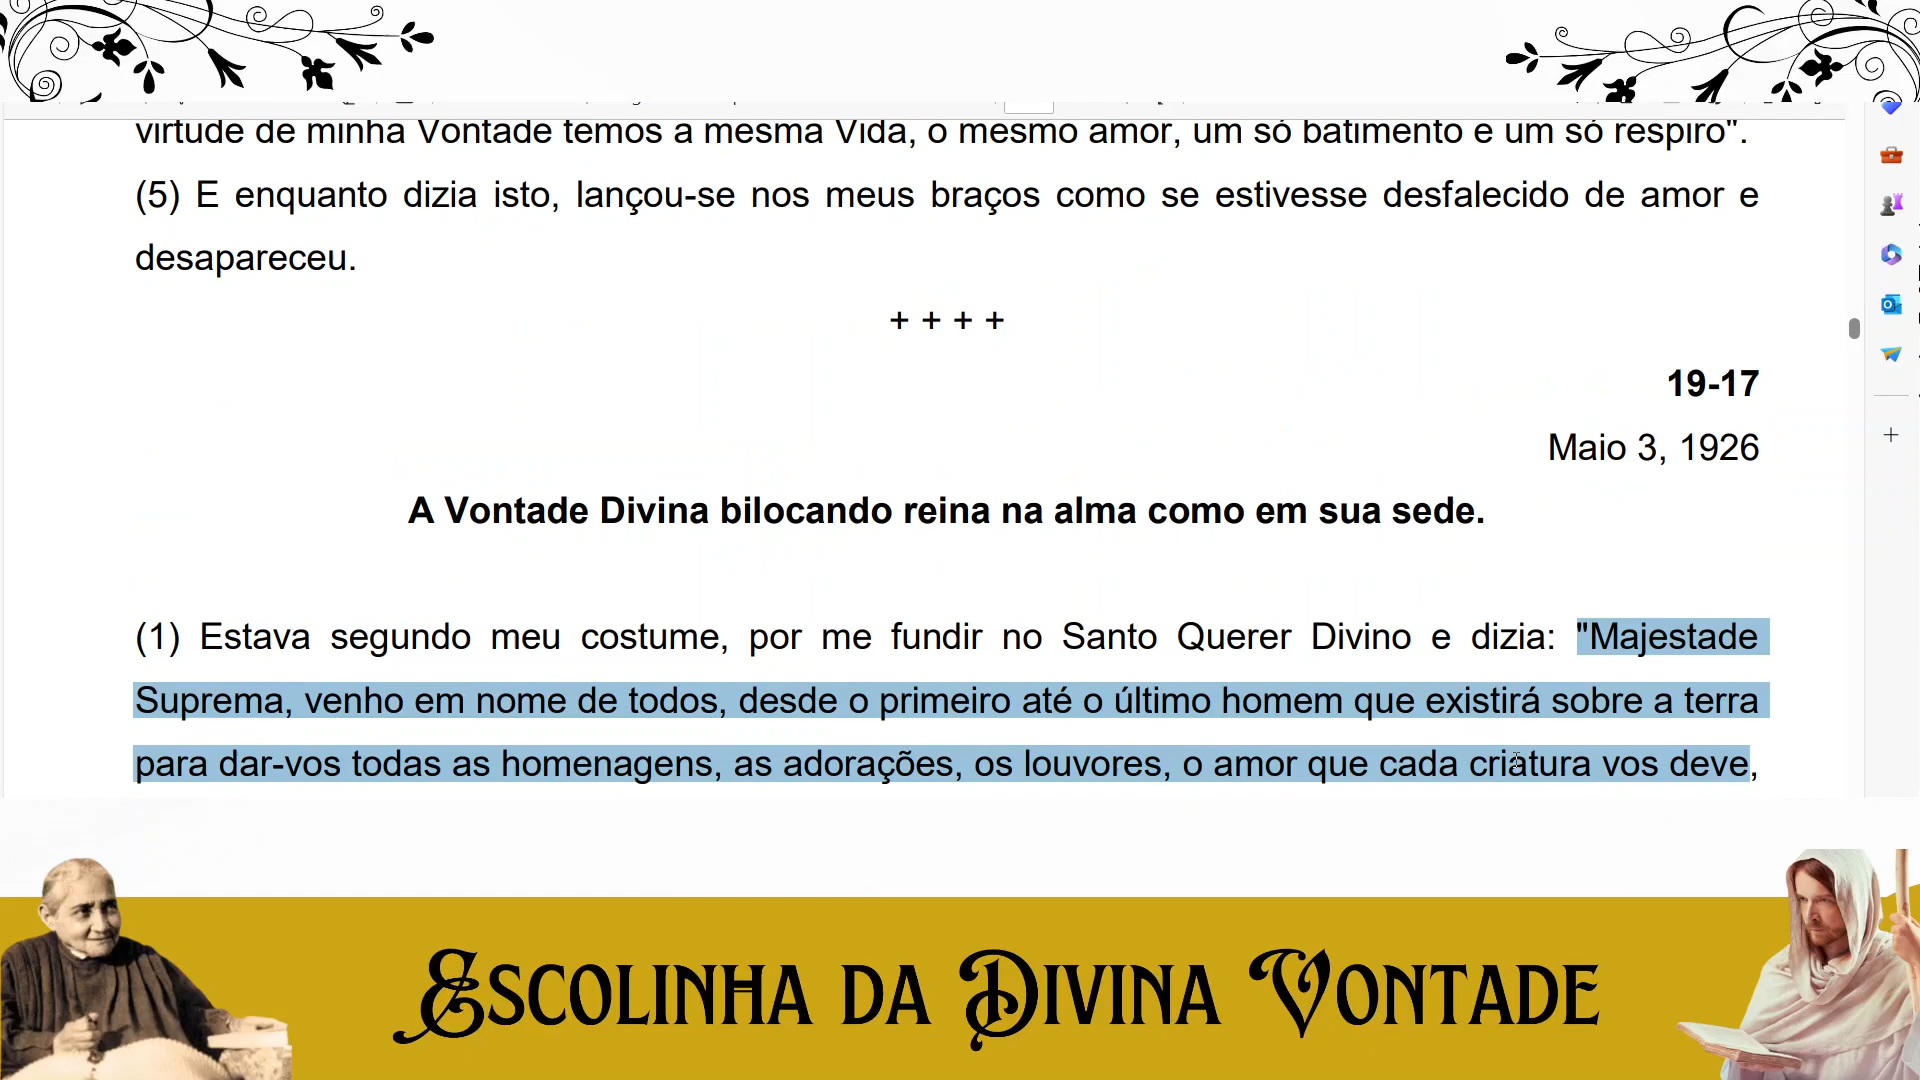 virtude de minha Vontade temos a mesma Vida, o mesmo amor, um só batimento e um só respiro".
(5) E enquanto dizia isto, lançou-se nos meus braços como se estivesse desfalecido de amor e
desapareceu.
+ + + +
19-17
Maio 3, 1926
A Vontade Divina bilocando reina na alma como em sua sede.
(1) Estava segundo meu costume, por me fundir no Santo Querer Divino e dizia: "Majestade
Suprema, venho em nome de todos, desde o primeiro até o último homem que existirá sobre a terra
para dar-vos todas as homenagens, as adorações, os louvores, o amor que cada criatura vos deve,
ESCOLINHA DA DIVINA VONTADE